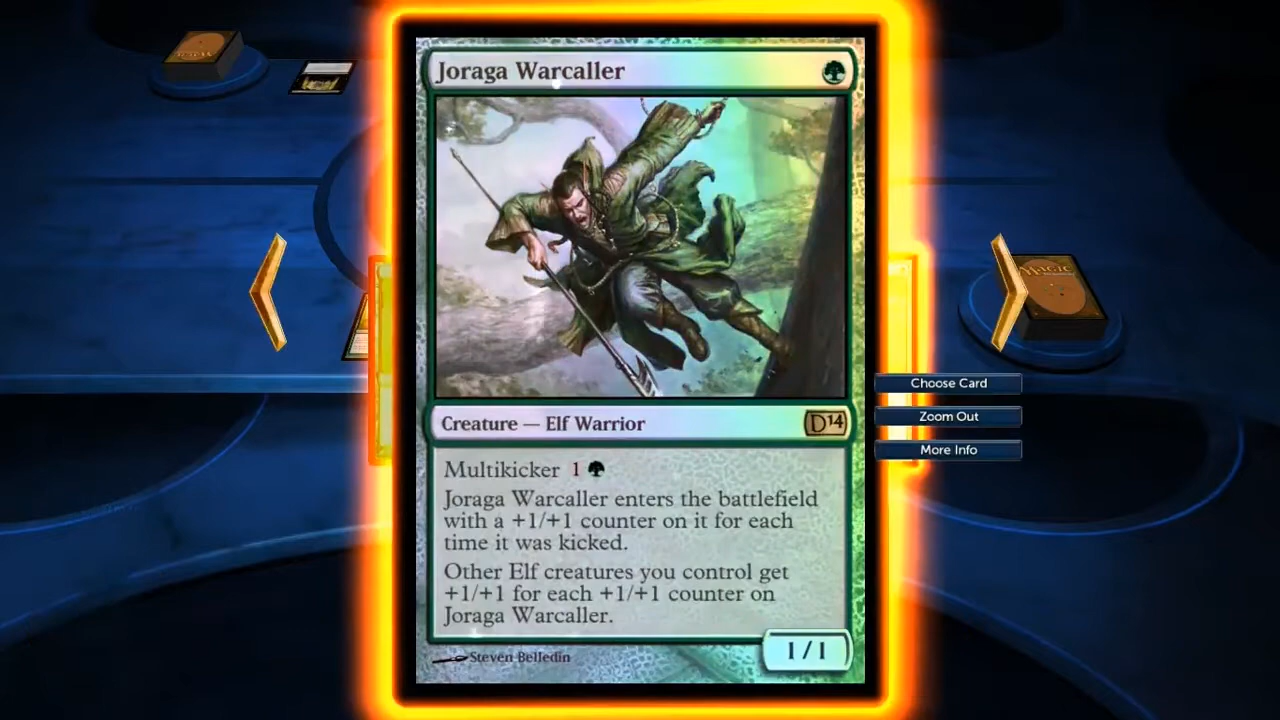 Joraga Warcaller
Creature — Elf Warrior
D14
Multikicker 1
Joraga Warcaller enters the battlefield
with a +1/+1 counter on it for each
time it was kicked.
Other Elf creatures you control get
+1/+1 for each +1/+1 counter on
Joraga Warcaller.
1/1
Steven Belledin
MAGIC
Choose Card
Zoom Out
More Info